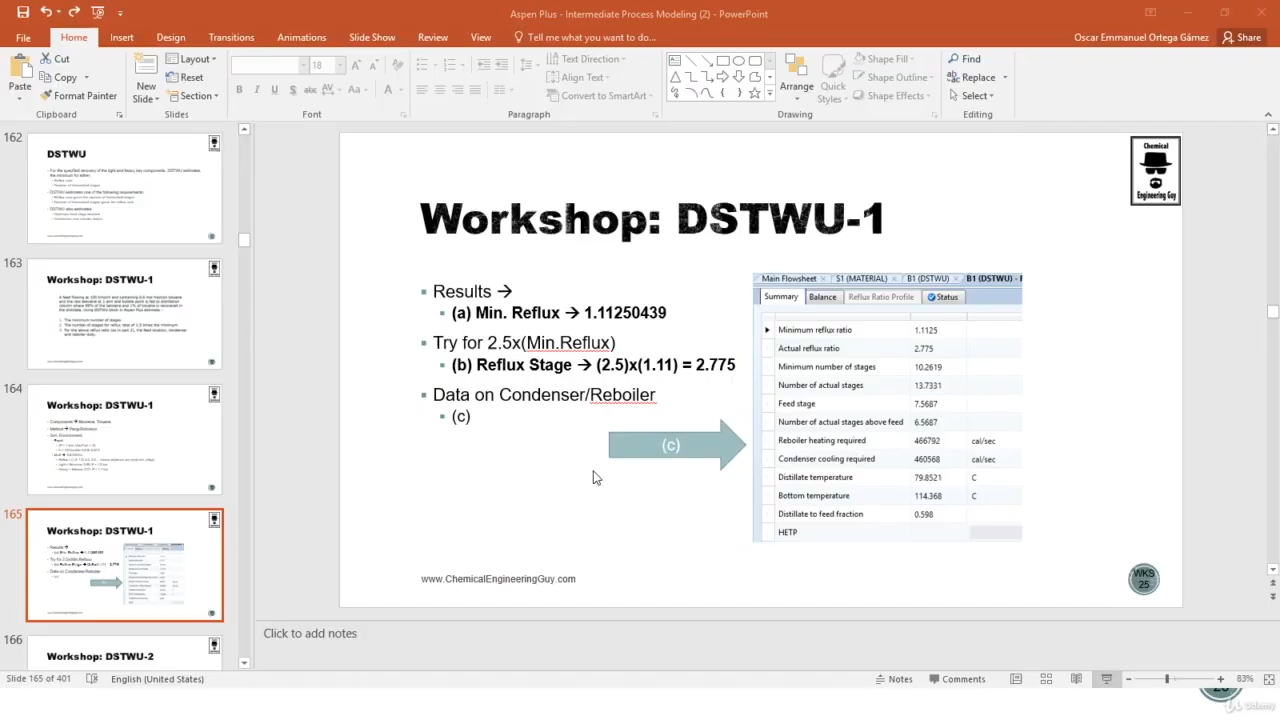 Aspen Plus - Intermediate Process Modeling (2) - PowerPoint
File Home Insert Design Transitions Animations Slide Show Review View Tell me what you want to do... Oscar Emmanuel Ortega Gámez Share
Paste
Cut
Copy
Format Painter
Clipboard
New Slide
Layout
Reset
Section
Slides
18
Font
Paragraph
Text Direction
Align Text
Convert to SmartArt
Arrange
Quick Styles
Shape Fill
Shape Outline
Shape Effects
Drawing
Find
Replace
Select
Editing
162
DSTWU
163
Workshop: DSTWU-1
164
Workshop: DSTWU-1
165
Workshop: DSTWU-1
166
Workshop: DSTWU-2
Chemical
Engineering Guy
Workshop: DSTWU-1
Results →
(a) Min. Reflux → 1.11250439
Try for 2.5x(Min.Reflux)
(b) Reflux Stage → (2.5)x(1.11) = 2.775
Data on Condenser/Reboiler
(c)
(c)
Main Flowsheet S1 (MATERIAL) B1 (DSTWU) B1 (DSTWU) - R
Summary Balance Reflux Ratio Profile Status
Minimum reflux ratio 1.1125
Actual reflux ratio 2.775
Minimum number of stages 10.2619
Number of actual stages 13.7331
Feed stage 7.5687
Number of actual stages above feed 6.5687
Reboiler heating required 466792 cal/sec
Condenser cooling required 460568 cal/sec
Distillate temperature 79.8521 C
Bottom temperature 114.368 C
Distillate to feed fraction 0.598
HETP
www.ChemicalEngineeringGuy.com
WKS
25
Click to add notes
Slide 165 of 401 English (United States) Notes Comments 83%
Udemy